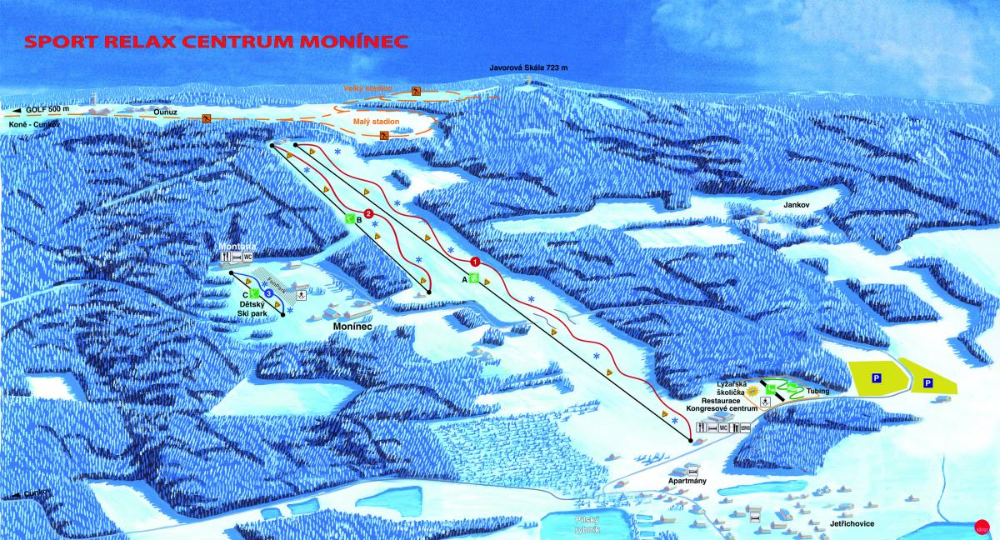 SPORT RELAX CENTRUM MONÍNEC
Javorová Skála 723 m
Velký stadion
GOLF 500 m
Ounuz
Koně - Cunkov
Malý stadion
Jankov
2
B
Montana
WC
1
A
FunPark
C
3
Dětský
Ski park
Monínec
P
P
Lyžařská
školička
Tubing
Restaurace
Kongresové centrum
WC
Apartmány
Cunkov
Pilský
rybník
Jetřichovice